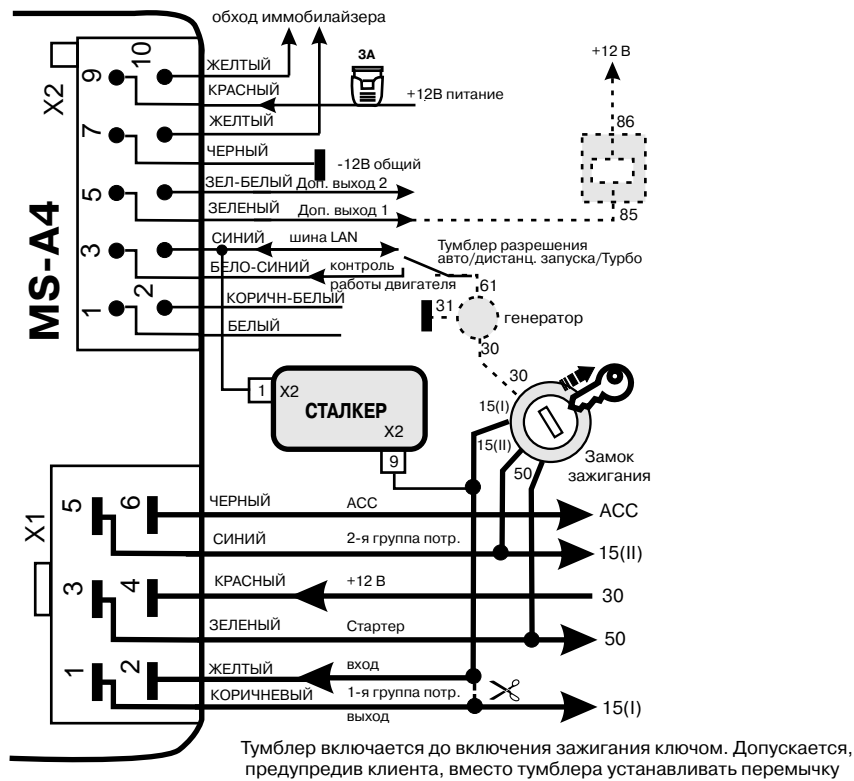 обход иммобилайзера
10
9
X2
7
5
3
2
1
MS-A4
ЖЕЛТЫЙ
3А
КРАСНЫЙ
+12В питание
ЖЕЛТЫЙ
ЧЕРНЫЙ
-12В общий
ЗЕЛ-БЕЛЫЙ Доп. выход 2
ЗЕЛЕНЫЙ Доп. выход 1
+12 В
86
85
СИНИЙ шина LAN
Тумблер разрешения
авто/дистанц. запуска/Турбо
БЕЛО-СИНИЙ контроль
работы двигателя
КОРИЧН-БЕЛЫЙ
БЕЛЫЙ
61
31
генератор
30
30
1 X2
СТАЛКЕР
X2
9
15(I)
15(II)
50
Замок
зажигания
X1
6
5
4
3
2
1
ЧЕРНЫЙ АСС АСС
СИНИЙ 2-я группа потр. 15(II)
КРАСНЫЙ +12 В 30
ЗЕЛЕНЫЙ Стартер 50
ЖЕЛТЫЙ вход
КОРИЧНЕВЫЙ 1-я группа потр. 15(I)
выход
Тумблер включается до включения зажигания ключом. Допускается,
предупредив клиента, вместо тумблера устанавливать перемычку